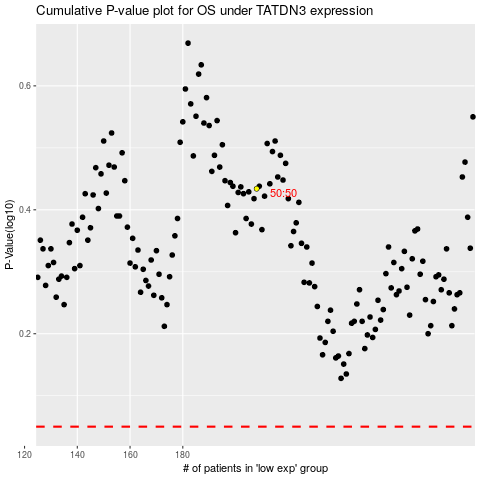 Cumulative P-value plot for OS under TATDN3 expression
P-Value(log10)
0.6
0.4
0.2
50:50
120 140 160 180
# of patients in 'low exp' group